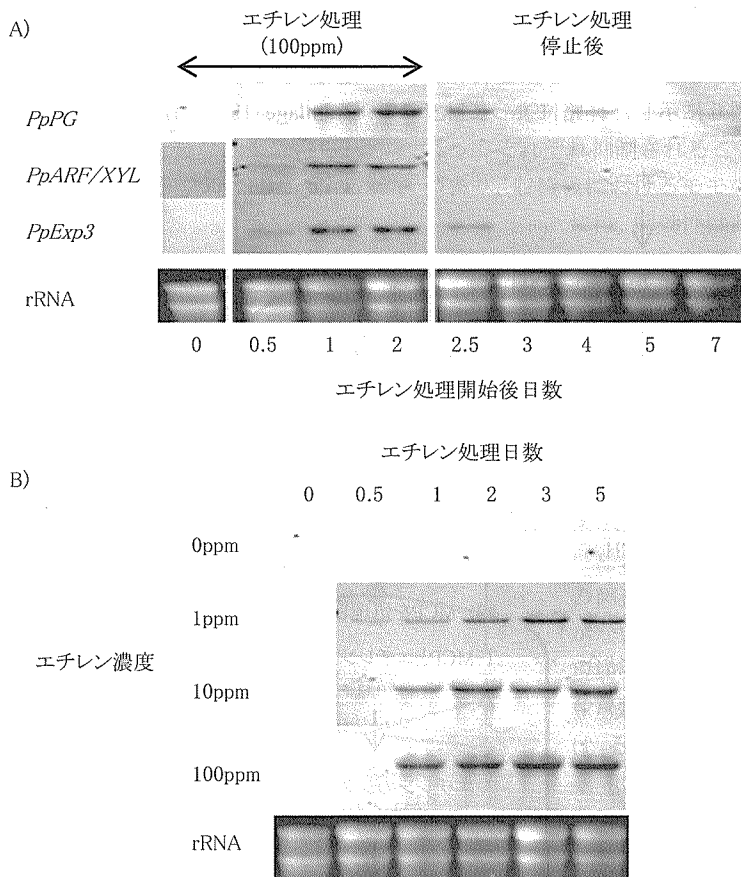 A)
エチレン処理
(100ppm)
エチレン処理
停止後
PpPG
PpARF/XYL
PpExp3
rRNA
0 0.5 1 2 2.5 3 4 5 7
エチレン処理開始後日数
B)
エチレン処理日数
0 0.5 1 2 3 5
0ppm
1ppm
エチレン濃度
10ppm
100ppm
rRNA